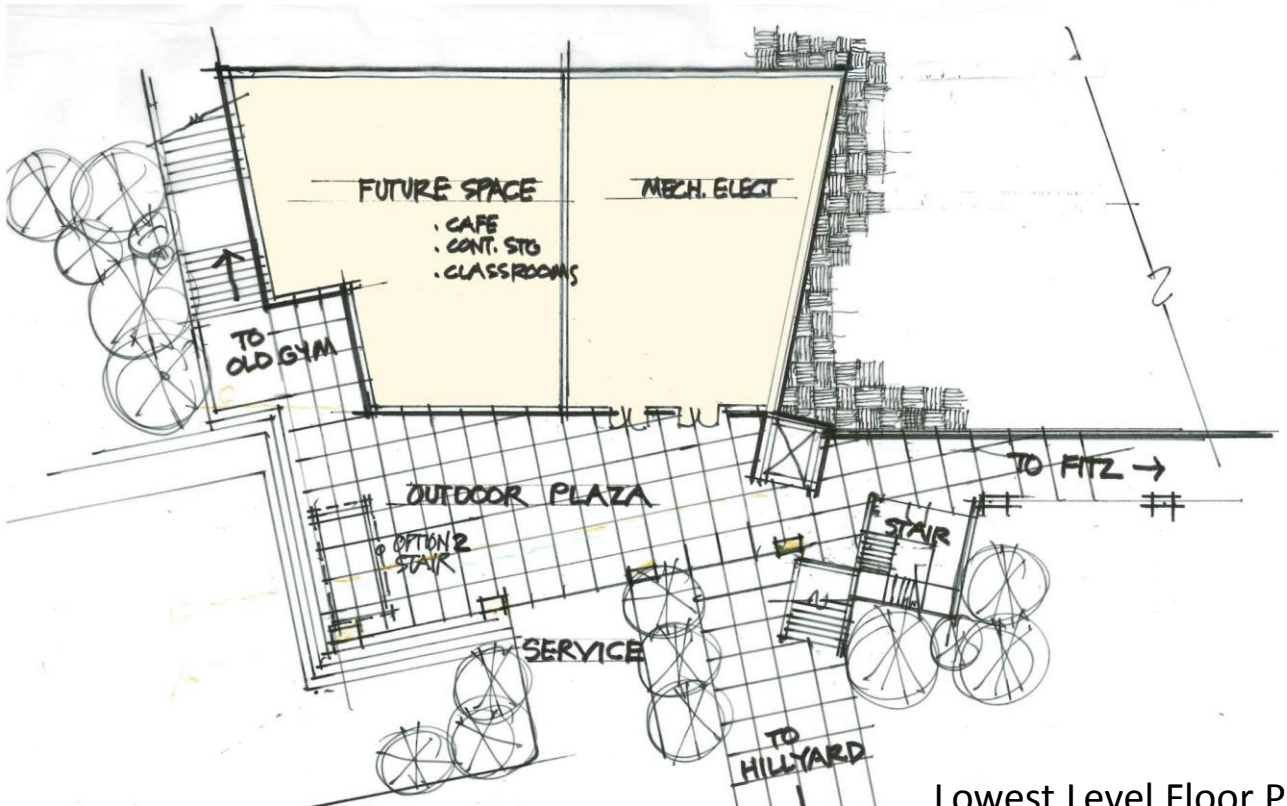 FUTURE SPACE
. CAFE
. CONT. STG
. CLASSROOMS
MECH. ELECT
TO
OLD GYM
OUTDOOR PLAZA
TO FITZ →
OPTION 2
STAIR
STAIR
SERVICE
TO
HILLYARD
Lowest Level Floor P